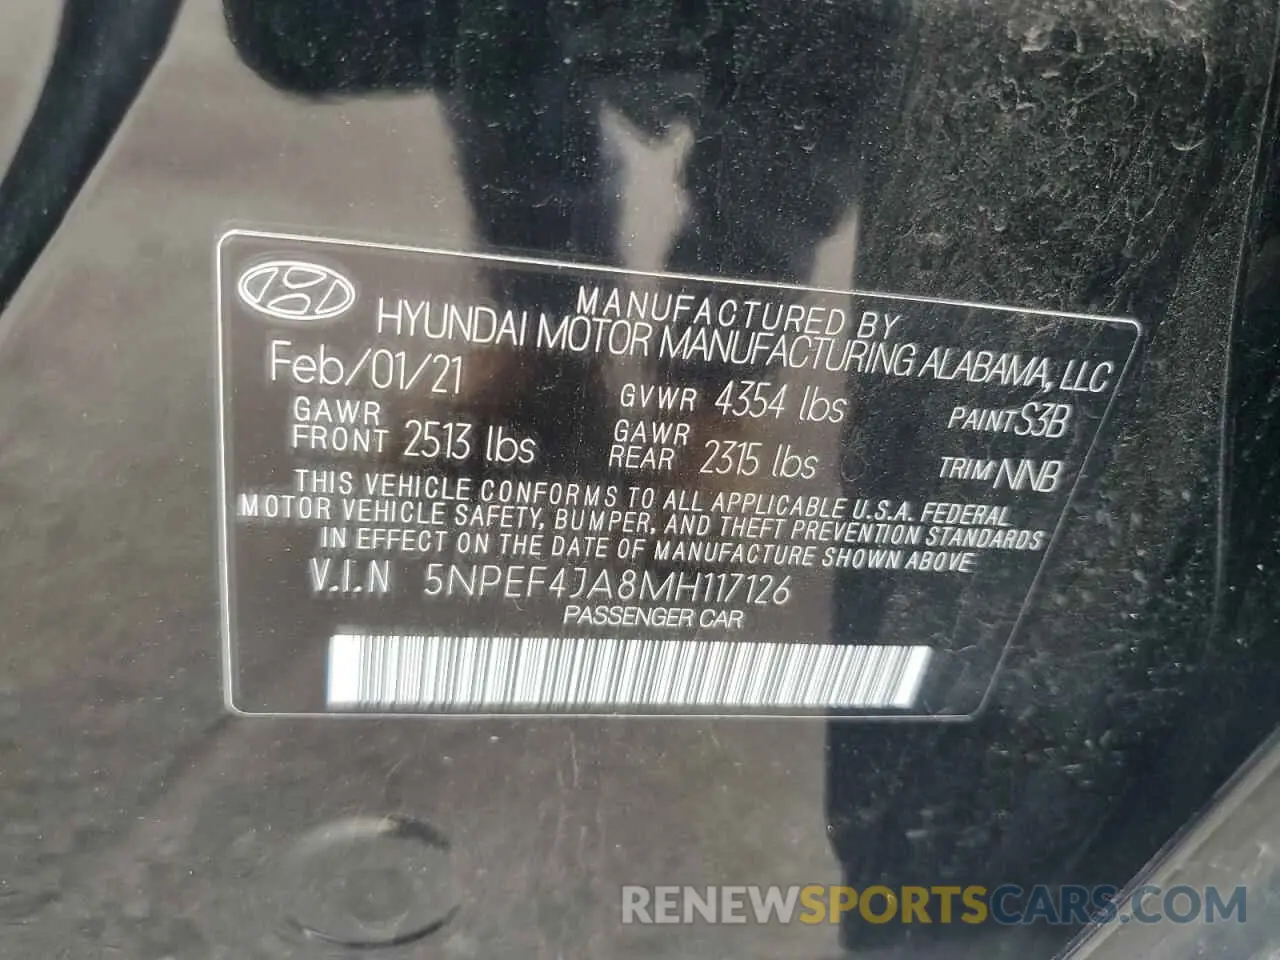 MANUFACTURED BY
HYUNDAI MOTOR MANUFACTURING ALABAMA, LLC
Feb/01/21
GVWR 4354 lbs
PAINT S3B
GAWR FRONT 2513 lbs
GAWR REAR 2315 lbs
TRIM NNB
THIS VEHICLE CONFORMS TO ALL APPLICABLE U.S.A. FEDERAL
MOTOR VEHICLE SAFETY, BUMPER, AND THEFT PREVENTION STANDARDS
IN EFFECT ON THE DATE OF MANUFACTURE SHOWN ABOVE
V.I.N 5NPEF4JA8MH117126
PASSENGER CAR
RENEWSPORTSCARS.COM